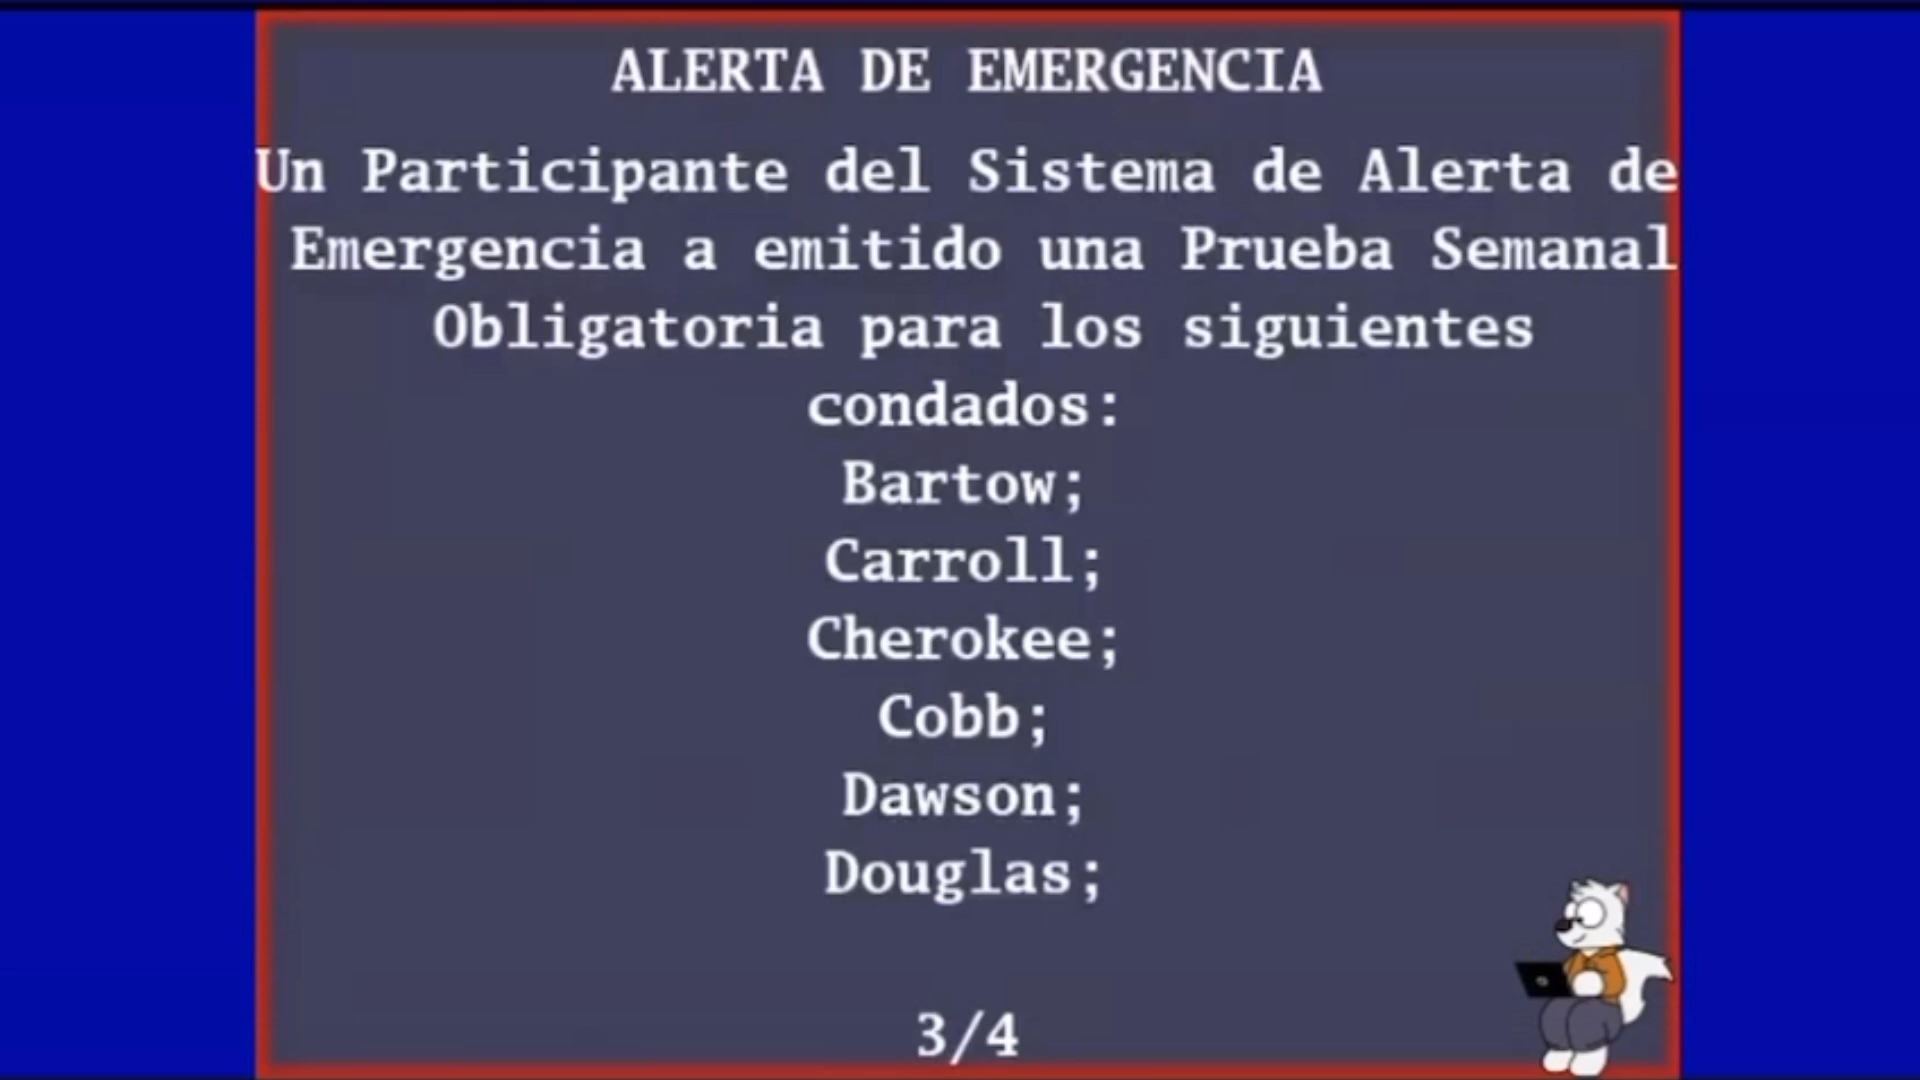 ALERTA DE EMERGENCIA
Un Participante del Sistema de Alerta de
Emergencia a emitido una Prueba Semanal
Obligatoria para los siguientes
condados:
Bartow;
Carroll;
Cherokee;
Cobb;
Dawson;
Douglas;
3/4